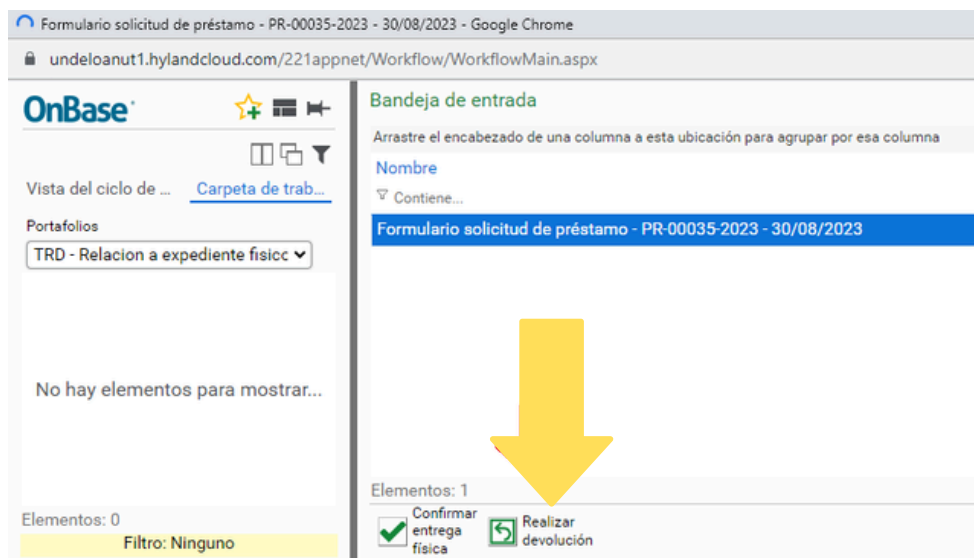 Formulario solicitud de préstamo - PR-00035-2023 - 30/08/2023 - Google Chrome
undeloanut1.hylandcloud.com/221appnet/Workflow/WorkflowMain.aspx
OnBase
Vista del ciclo de ... Carpeta de trab...
Portafolios
TRD - Relacion a expediente fisicc
No hay elementos para mostrar...
Elementos: 0
Filtro: Ninguno
Bandeja de entrada
Arrastre el encabezado de una columna a esta ubicación para agrupar por esa columna
Nombre
Contiene...
Formulario solicitud de préstamo - PR-00035-2023 - 30/08/2023
Elementos: 1
Confirmar
entrega
física
Realizar
devolución